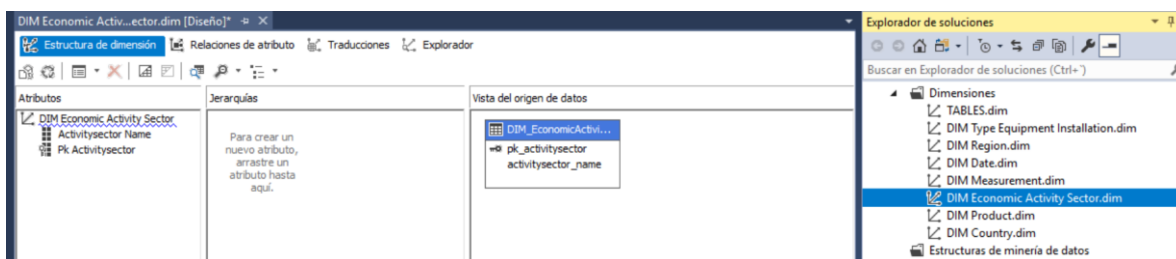 DIM Economic Activ...ector.dim [Diseño]*
Estructura de dimensión Relaciones de atributo Traducciones Explorador
Atributos
DIM Economic Activity Sector
Activitysector Name
Pk Activitysector
Jerarquías
Para crear un
nuevo atributo,
arrastre un
atributo hasta
aquí.
Vista del origen de datos
DIM_EconomicActivi...
pk_activitysector
activitysector_name
Explorador de soluciones
Buscar en Explorador de soluciones (Ctrl+`)
Dimensiones
TABLES.dim
DIM Type Equipment Installation.dim
DIM Region.dim
DIM Date.dim
DIM Measurement.dim
DIM Economic Activity Sector.dim
DIM Product.dim
DIM Country.dim
Estructuras de minería de datos